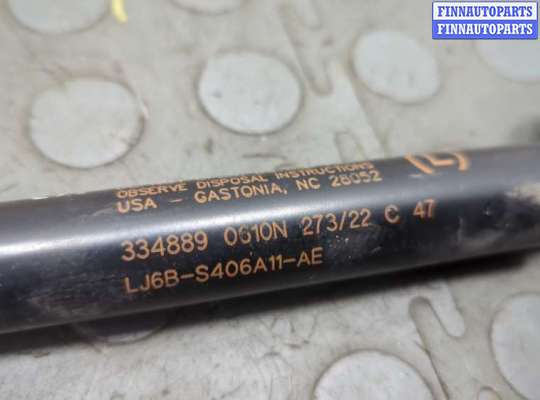 FINNAUTOPARTS
FINNAUTOPARTS
OBSERVE DISPOSAL INSTRUCTIONS
USA - GASTONIA, NC 28052
(L)
334889 0610N 273/22 C 47
LJ6B-S406A11-AE